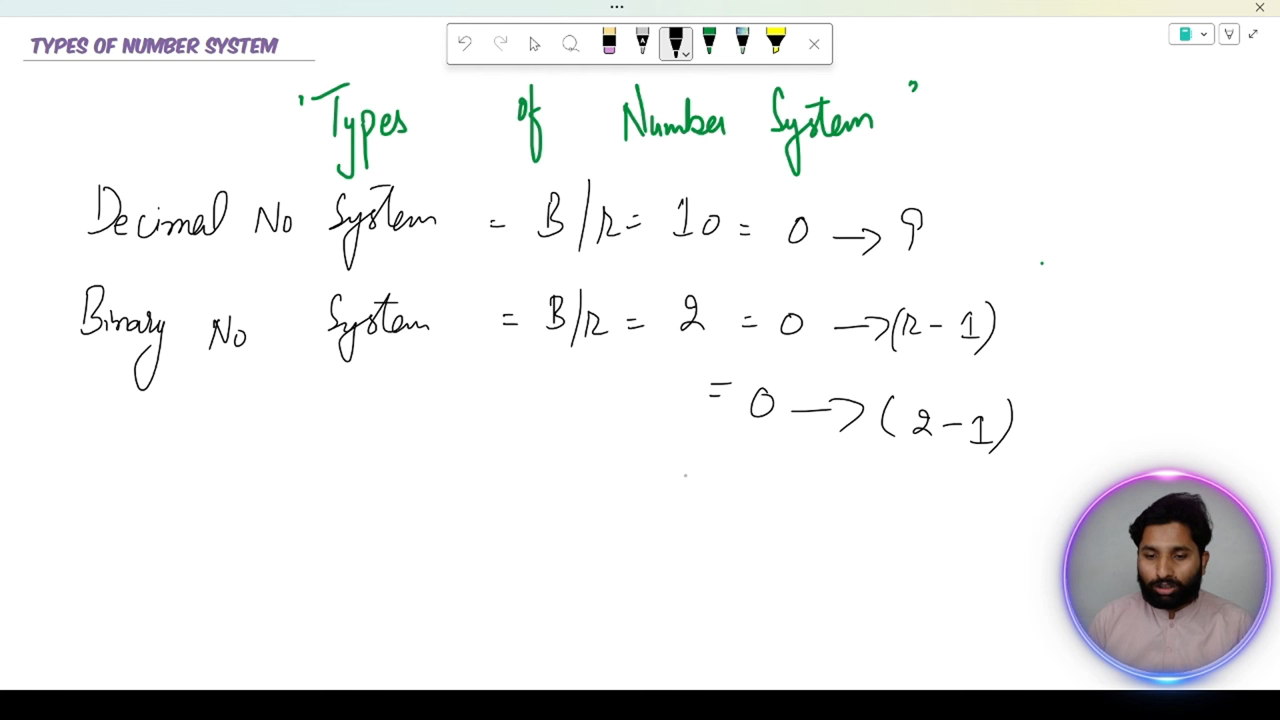 TYPES OF NUMBER SYSTEM
"Types of Number System"
Decimal No System = B/R = 10 = 0 → 9
Binary No System = B/R = 2 = 0 → (R - 1)
= 0 → (2 - 1)